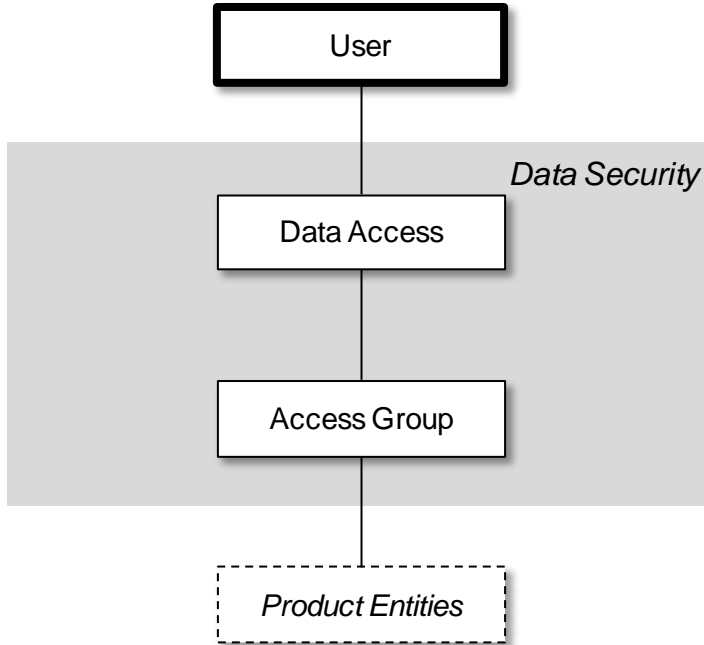 User
Data Security
Data Access
Access Group
Product Entities